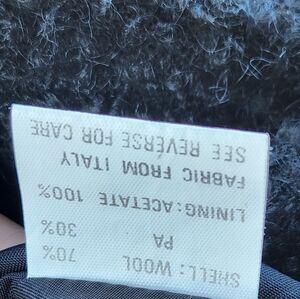 SHELL: WOOL 70%
PA 30%
LINING: ACETATE 100%
FABRIC FROM ITALY
SEE REVERSE FOR CARE